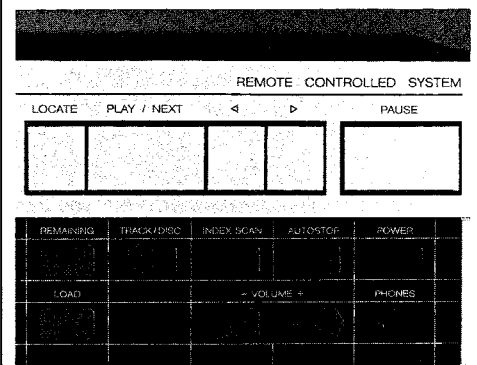 REMOTE CONTROLLED SYSTEM
LOCATE PLAY / NEXT ◁ ▷ PAUSE
REMAINING TRACK/DISC INDEX SCAN AUTOSTOP POWER
LOAD − VOLUME + PHONES